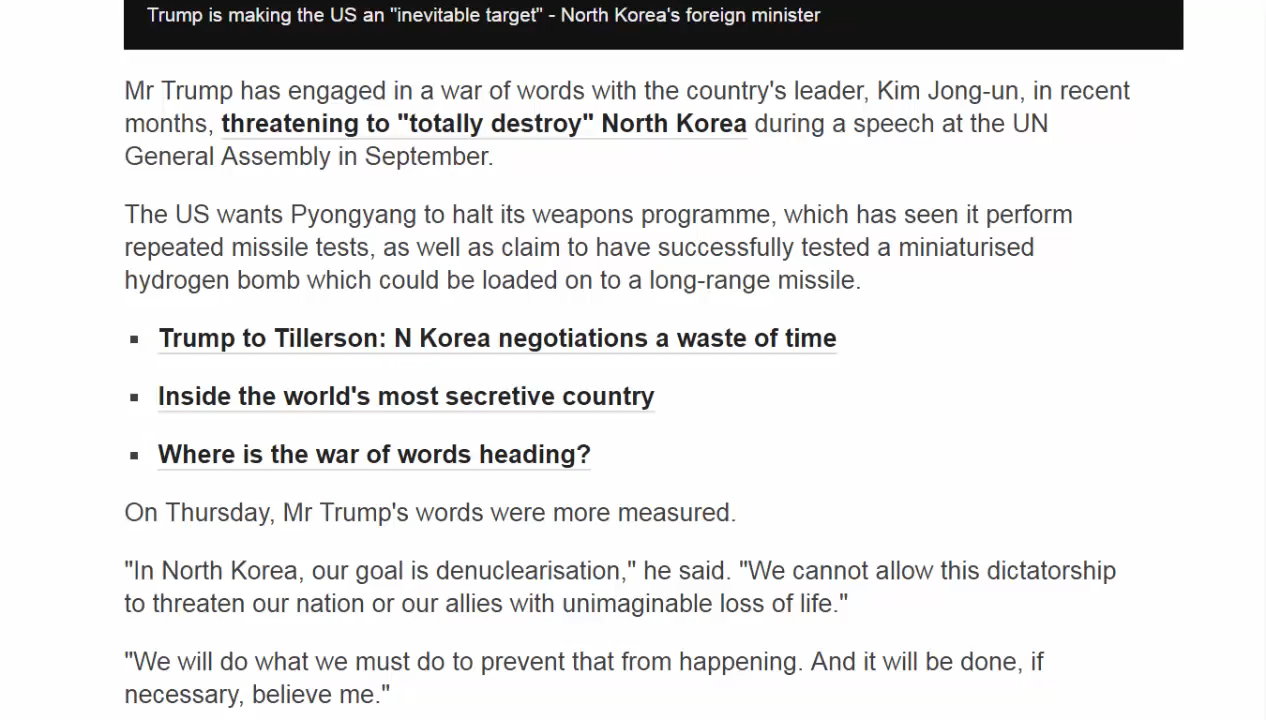 Trump is making the US an "inevitable target" - North Korea's foreign minister
Mr Trump has engaged in a war of words with the country's leader, Kim Jong-un, in recent
months, threatening to "totally destroy" North Korea during a speech at the UN
General Assembly in September.
The US wants Pyongyang to halt its weapons programme, which has seen it perform
repeated missile tests, as well as claim to have successfully tested a miniaturised
hydrogen bomb which could be loaded on to a long-range missile.
Trump to Tillerson: N Korea negotiations a waste of time
Inside the world's most secretive country
Where is the war of words heading?
On Thursday, Mr Trump's words were more measured.
"In North Korea, our goal is denuclearisation," he said. "We cannot allow this dictatorship
to threaten our nation or our allies with unimaginable loss of life."
"We will do what we must do to prevent that from happening. And it will be done, if
necessary, believe me."